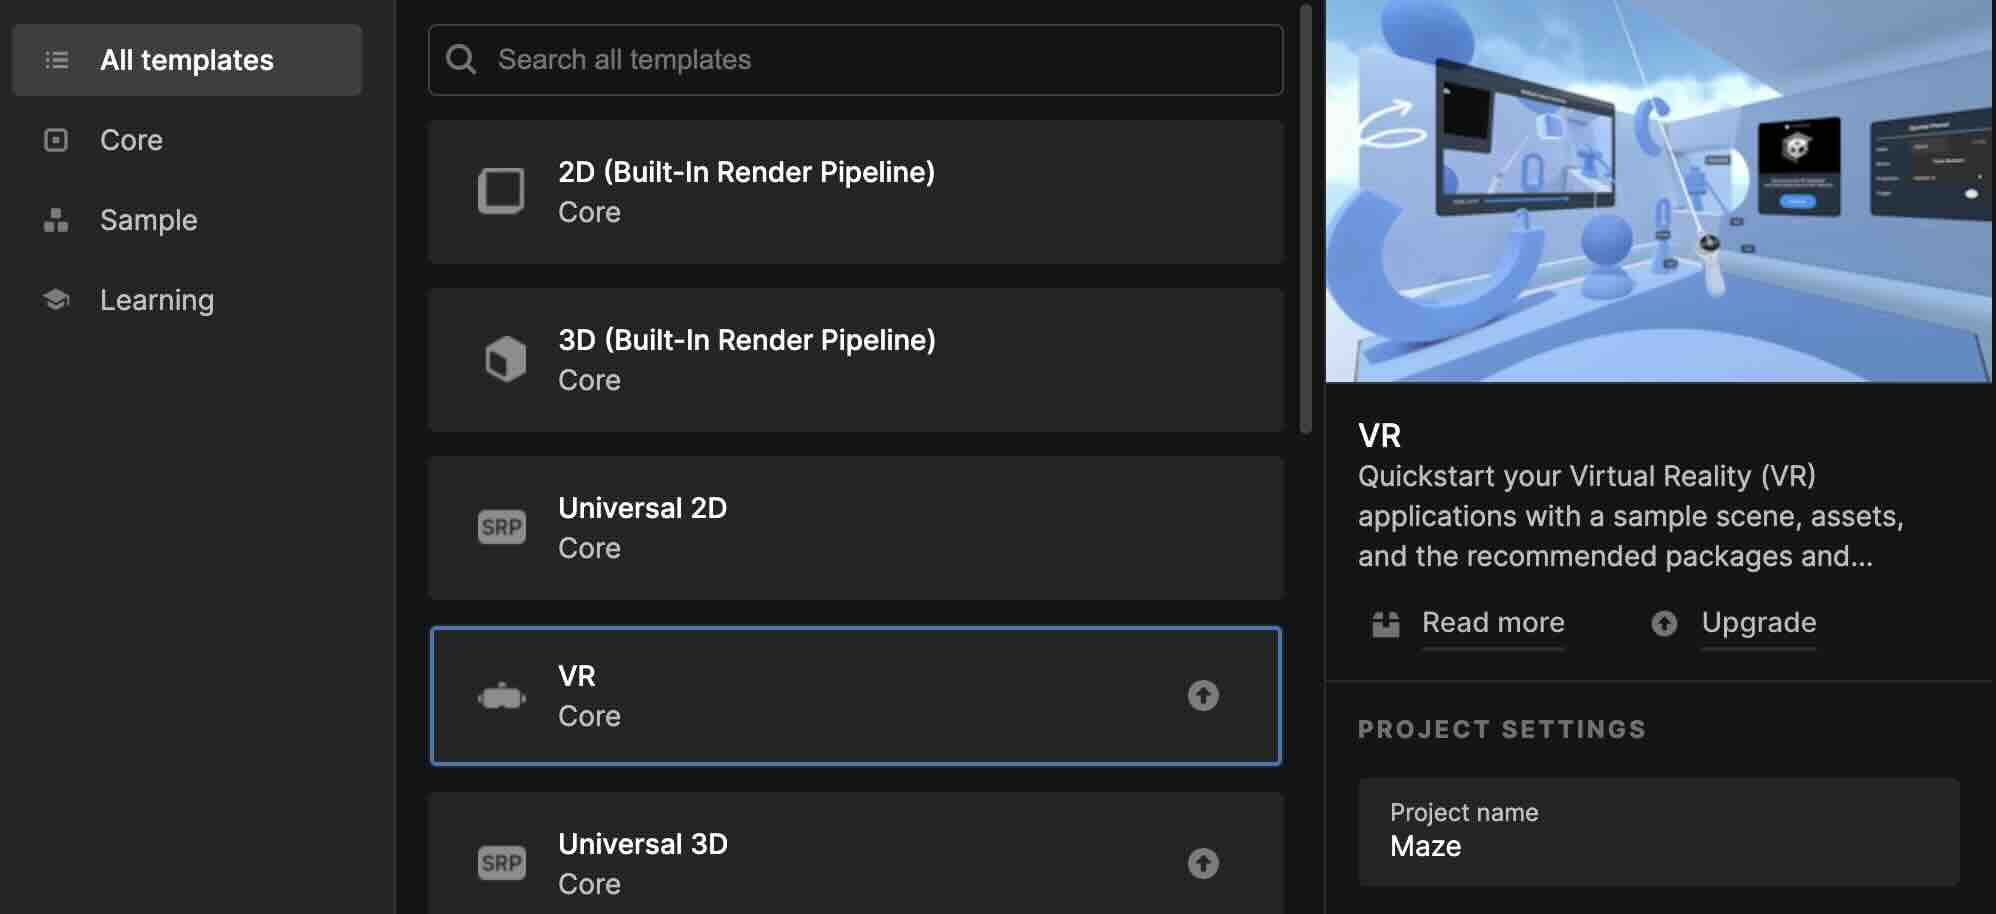 All templates
Core
Sample
Learning
Search all templates
2D (Built-In Render Pipeline)
Core
3D (Built-In Render Pipeline)
Core
SRP
Universal 2D
Core
VR
Core
SRP
Universal 3D
Core
VR
Quickstart your Virtual Reality (VR)
applications with a sample scene, assets,
and the recommended packages and...
Read more
Upgrade
PROJECT SETTINGS
Project name
Maze